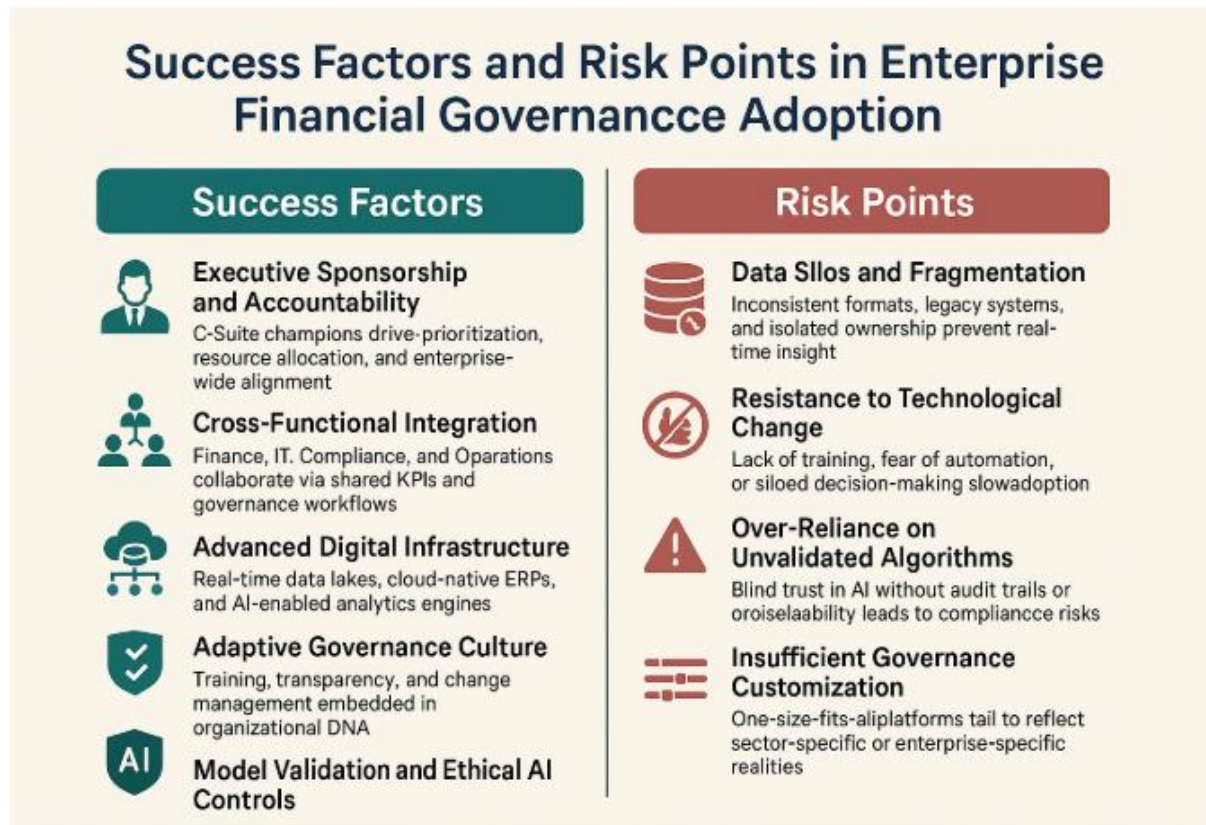 Success Factors and Risk Points in Enterprise
Financial Governancce Adoption
Success Factors
Executive Sponsorship
and Accountability
C-Suite champions drive-prioritization,
resource allocation, and enterprise-
wide alignment
Cross-Functional Integration
Finance, IT. Compliance, and Oparations
collaborate via shared KPIs and
governance workflows
Advanced Digital Infrastructure
Real-time data lakes, cloud-native ERPs,
and AI-enabled analytics engines
Adaptive Governance Culture
Training, transparency, and change
management embedded in
organizational DNA
AI
Model Validation and Ethical AI
Controls
Risk Points
Data Sllos and Fragmentation
Inconsistent formats, legacy systems,
and isolated ownership prevent real-
time insight
Resistance to Technological
Change
Lack of training, fear of automation,
or siloed decision-making slowadoption
Over-Reliance on
Unvalidated Algorithms
Blind trust in AI without audit trails or
oroiselaability leads to compliancce risks
Insufficient Governance
Customization
One-size-fits-aliplatforms tail to reflect
sector-specific or enterprise-specific
realities